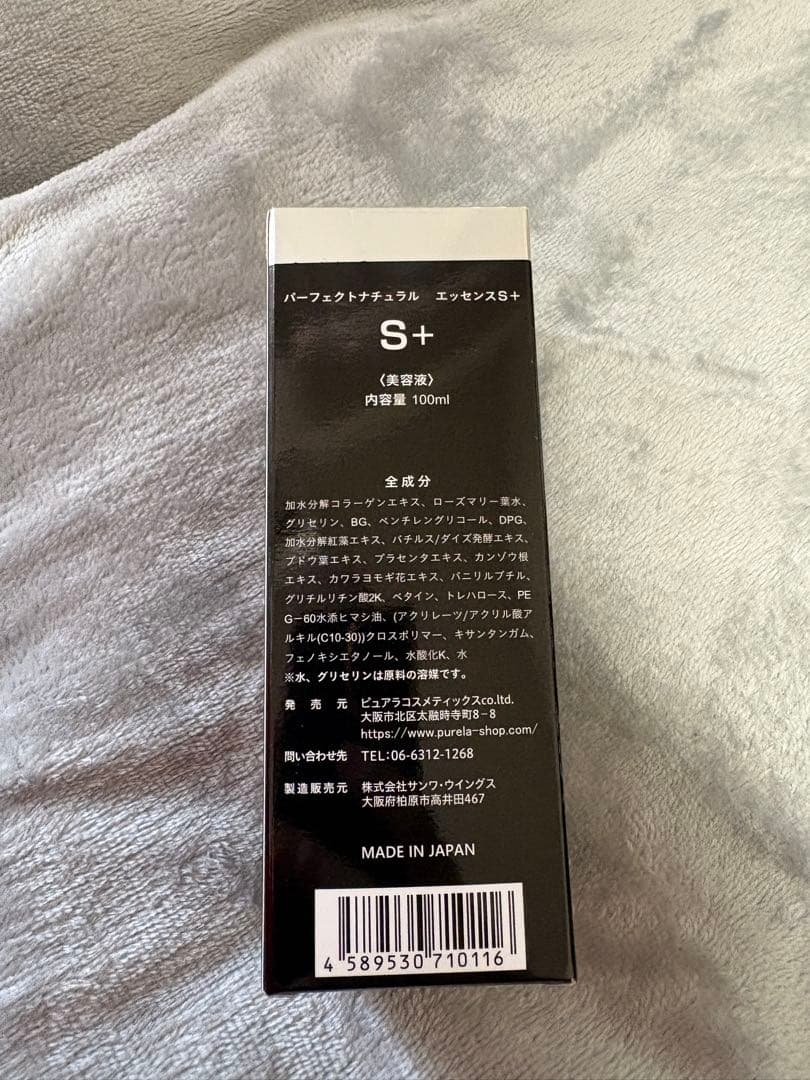 パーフェクトナチュラル　エッセンスS＋
S+
〈美容液〉
内容量 100ml
全成分
加水分解コラーゲンエキス、ローズマリー葉水、
グリセリン、BG、ペンチレングリコール、DPG、
加水分解紅藻エキス、バチルス/ダイズ発酵エキス、
ブドウ葉エキス、プラセンタエキス、カンゾウ根
エキス、カワラヨモギ花エキス、バニリルブチル、
グリチルリチン酸2K、ベタイン、トレハロース、PE
G－60水添ヒマシ油、(アクリレーツ/アクリル酸ア
ルキル(C10-30))クロスポリマー、キサンタンガム、
フェノキシエタノール、水酸化K、水
※水、グリセリンは原料の溶媒です。
発売元 ピュアラコスメティックスco.ltd.
大阪市北区太融時寺町8－8
https://www.purela-shop.com/
問い合わせ先 TEL：06-6312-1268
製造販売元 株式会社サンワ・ウイングス
大阪府柏原市高井田467
MADE IN JAPAN
4 589530 710116